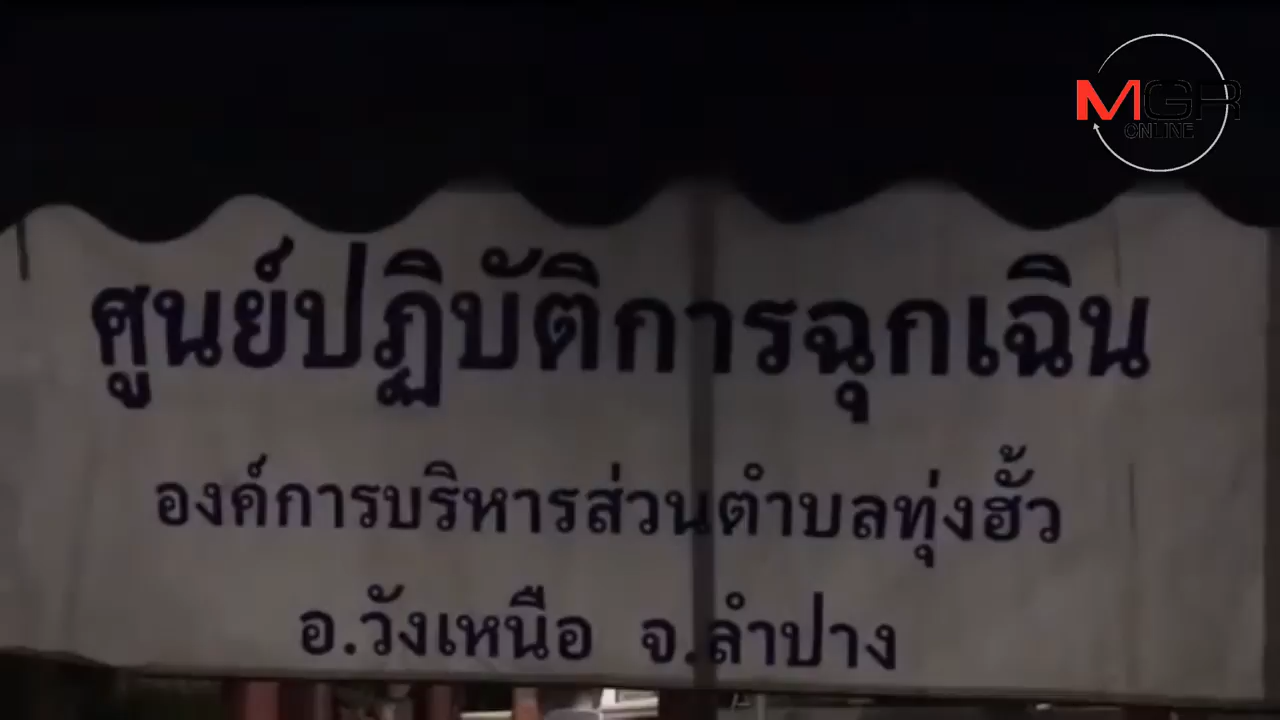 MGR
ONLINE
ศูนย์ปฏิบัติการฉุกเฉิน
องค์การบริหารส่วนตำบลทุ่งฮั้ว
อ.วังเหนือ จ.ลำปาง